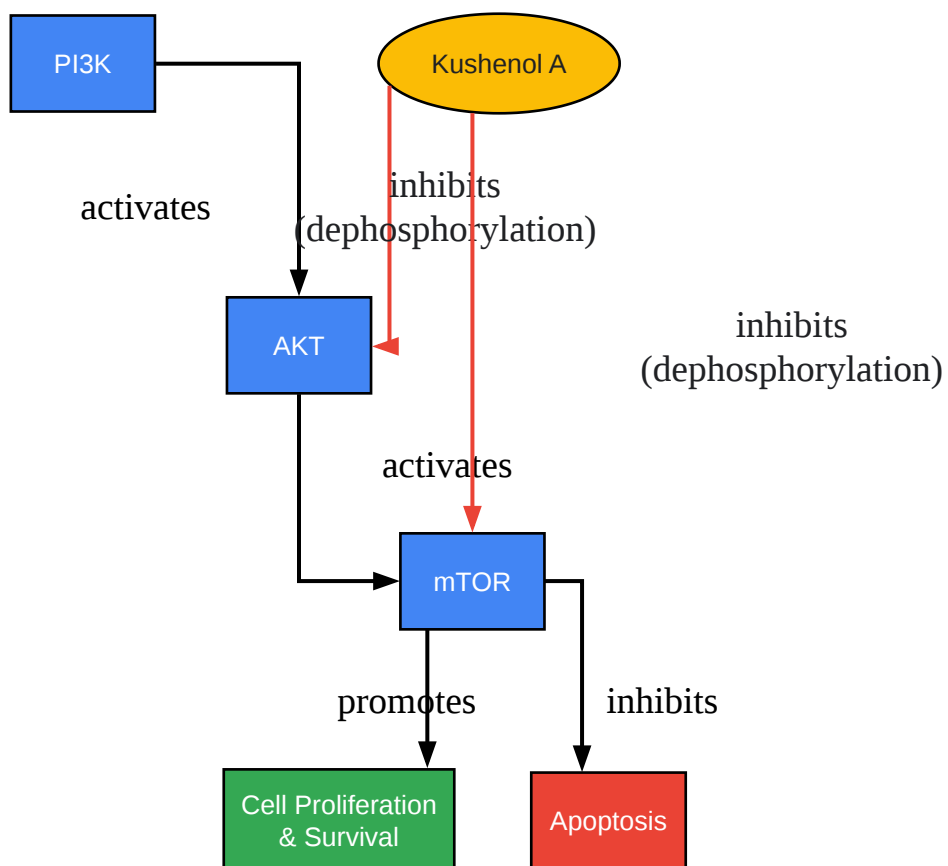 PI3K
Kushenol A
activates
inhibits
(dephosphorylation)
AKT
inhibits
(dephosphorylation)
activates
mTOR
promotes
inhibits
Cell Proliferation
& Survival
Apoptosis